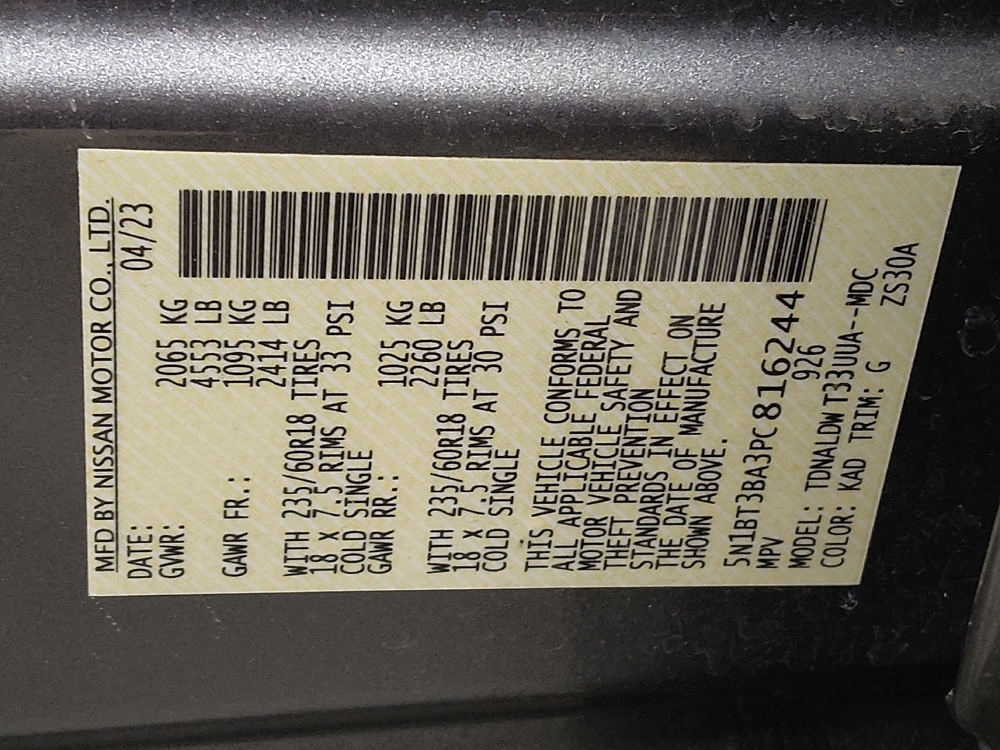 MFD BY NISSAN MOTOR CO., LTD.
DATE: 04/23
GVWR: 2065 KG
4553 LB
GAWR FR.: 1095 KG
2414 LB
WITH 235/60R18 TIRES
18 X 7.5 RIMS AT 33 PSI
COLD SINGLE
GAWR RR.: 1025 KG
2260 LB
WITH 235/60R18 TIRES
18 X 7.5 RIMS AT 30 PSI
COLD SINGLE
THIS VEHICLE CONFORMS TO
ALL APPLICABLE FEDERAL
MOTOR VEHICLE SAFETY AND
THEFT PREVENTION
STANDARDS IN EFFECT ON
THE DATE OF MANUFACTURE
SHOWN ABOVE.
5N1BT3BA3PC816244
MPV 926
MODEL: TDNALDW T33UUA--MDC
COLOR: KAD TRIM: G ZS30A